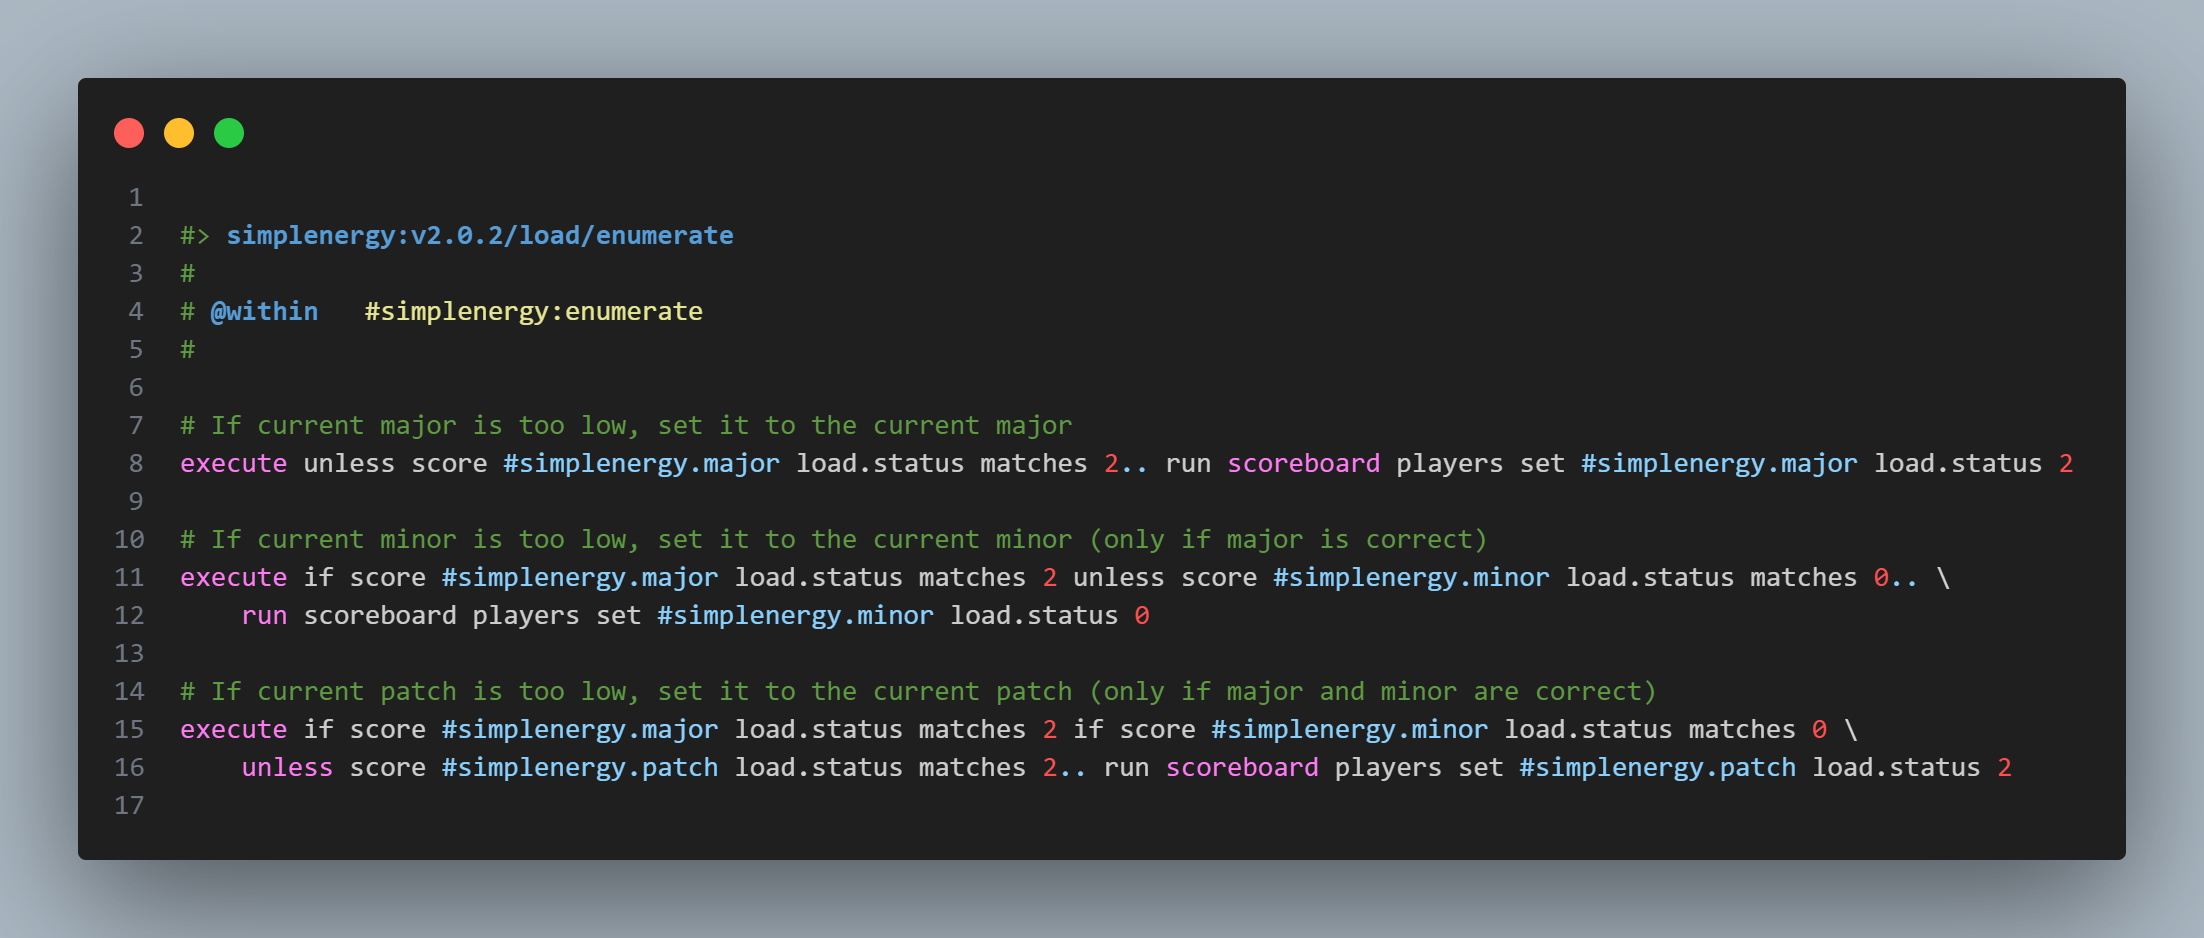 1
2 #> simplenergy:v2.0.2/load/enumerate
3 #
4 # @within   #simplenergy:enumerate
5 #
6
7 # If current major is too low, set it to the current major
8 execute unless score #simplenergy.major load.status matches 2.. run scoreboard players set #simplenergy.major load.status 2
9
10 # If current minor is too low, set it to the current minor (only if major is correct)
11 execute if score #simplenergy.major load.status matches 2 unless score #simplenergy.minor load.status matches 0.. \
12     run scoreboard players set #simplenergy.minor load.status 0
13
14 # If current patch is too low, set it to the current patch (only if major and minor are correct)
15 execute if score #simplenergy.major load.status matches 2 if score #simplenergy.minor load.status matches 0 \
16     unless score #simplenergy.patch load.status matches 2.. run scoreboard players set #simplenergy.patch load.status 2
17